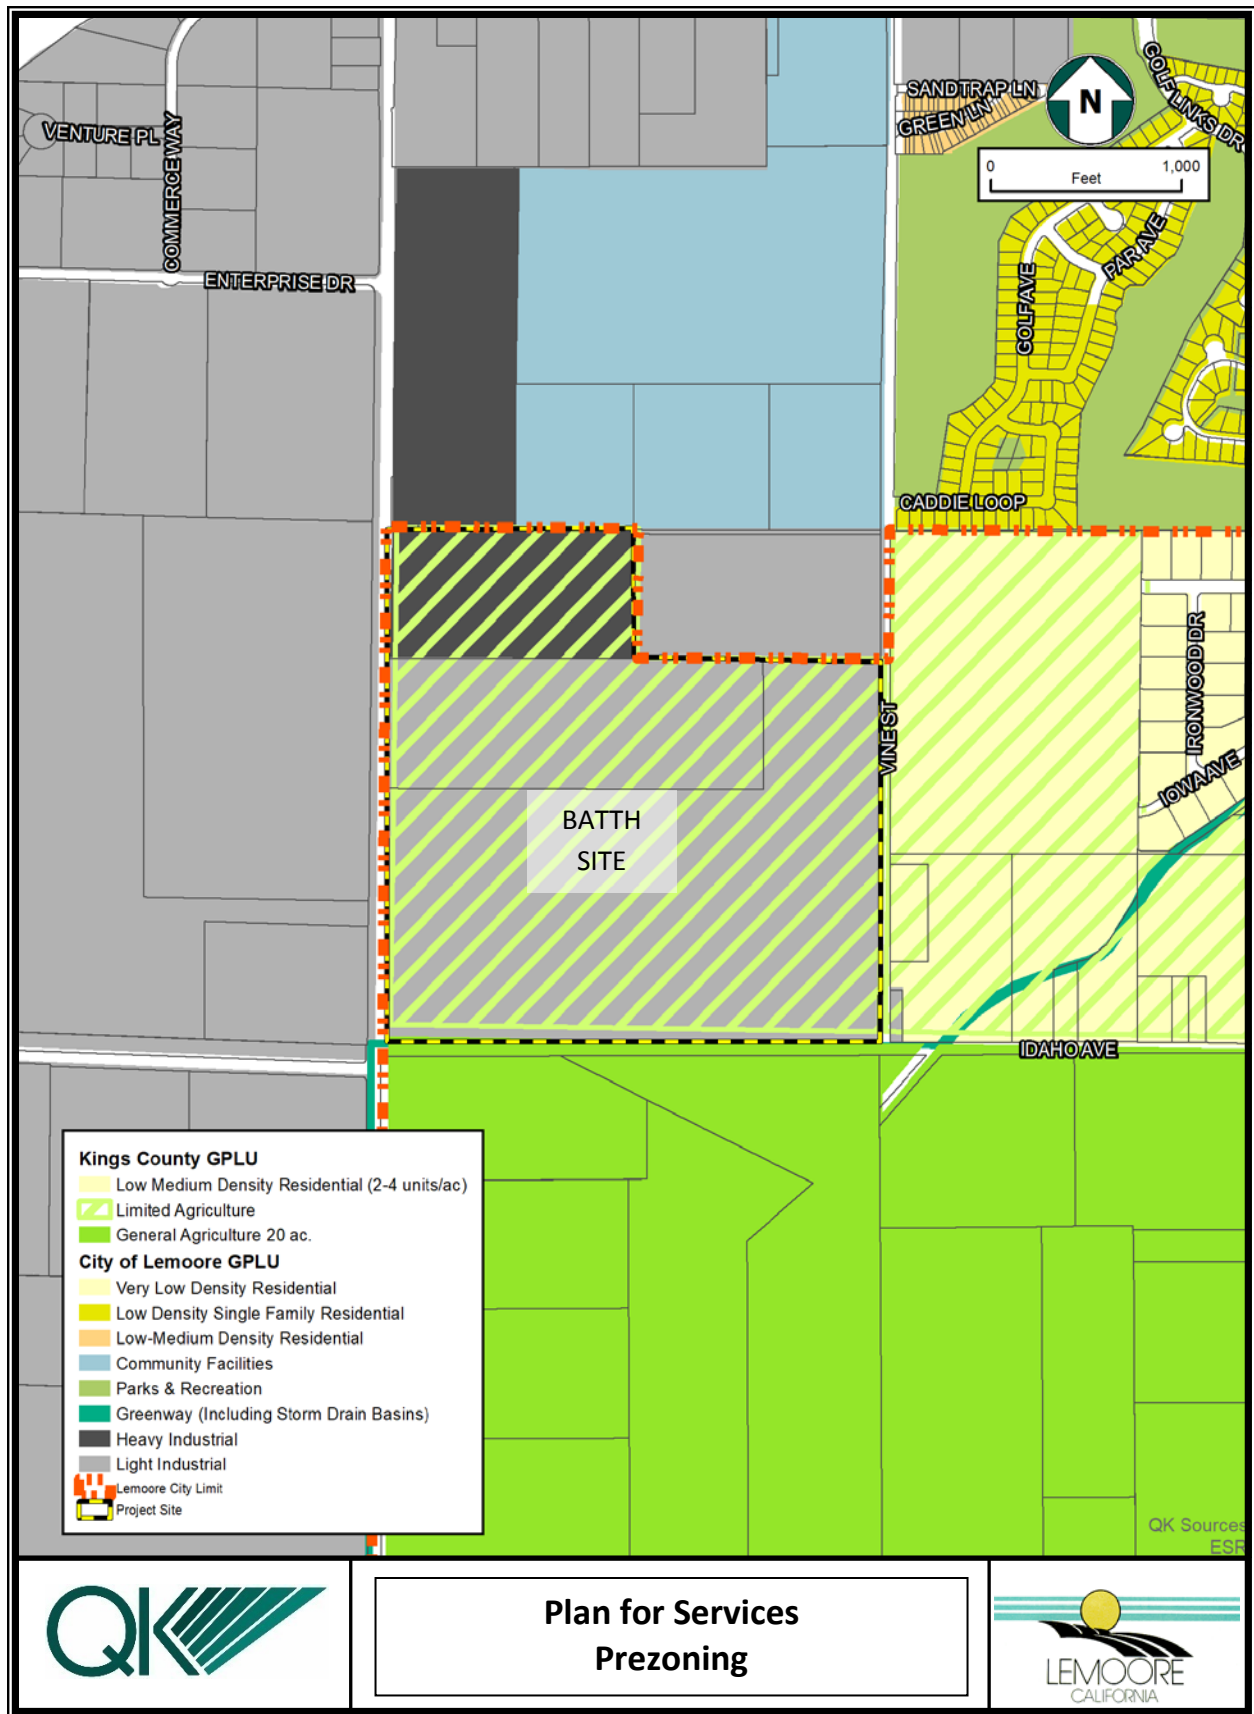 GOLF LINKS DR
SANDTRAP LN
GREEN LN
N
VENTURE PL
COMMERCE WAY
0
1,000
Feet
PAR AVE
GOLF AVE
ENTERPRISE DR
CADDIE LOOP
IRONWOOD DR
VINE ST
IOWA AVE
BATTH
SITE
IDAHO AVE
Kings County GPLU
Low Medium Density Residential (2-4 units/ac)
Limited Agriculture
General Agriculture 20 ac.
City of Lemoore GPLU
Very Low Density Residential
Low Density Single Family Residential
Low-Medium Density Residential
Community Facilities
Parks & Recreation
Greenway (Including Storm Drain Basins)
Heavy Industrial
Light Industrial
Lemoore City Limit
Project Site
QK Sources
ESR
QK
Plan for Services
Prezoning
LEMOORE
CALIFORNIA